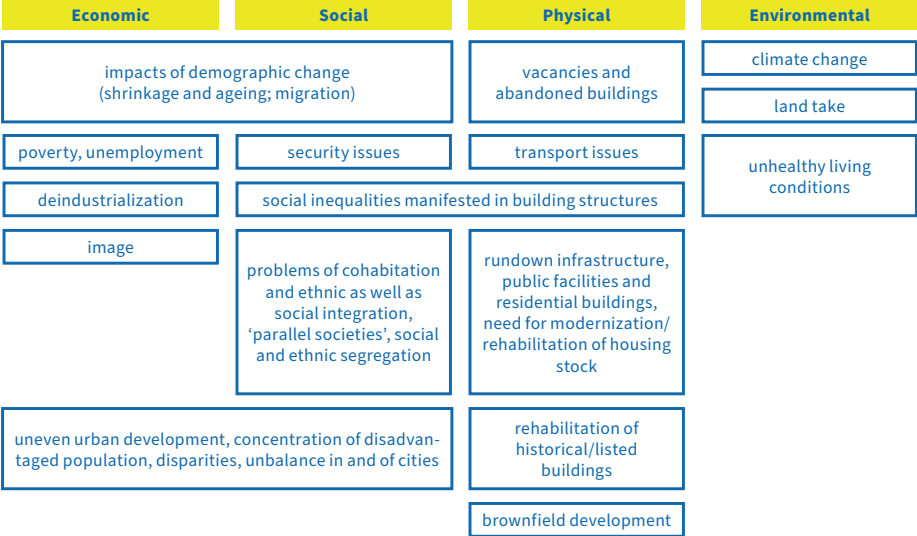 Economic
Social
Physical
Environmental
impacts of demographic change
(shrinkage and ageing; migration)
vacancies and
abandoned buildings
climate change
land take
poverty, unemployment
security issues
transport issues
unhealthy living
conditions
deindustrialization
social inequalities manifested in building structures
image
problems of cohabitation
and ethnic as well as
social integration,
‘parallel societies’, social
and ethnic segregation
rundown infrastructure,
public facilities and
residential buildings,
need for modernization/
rehabilitation of housing
stock
uneven urban development, concentration of disadvan-
taged population, disparities, unbalance in and of cities
rehabilitation of
historical/listed
buildings
brownfield development